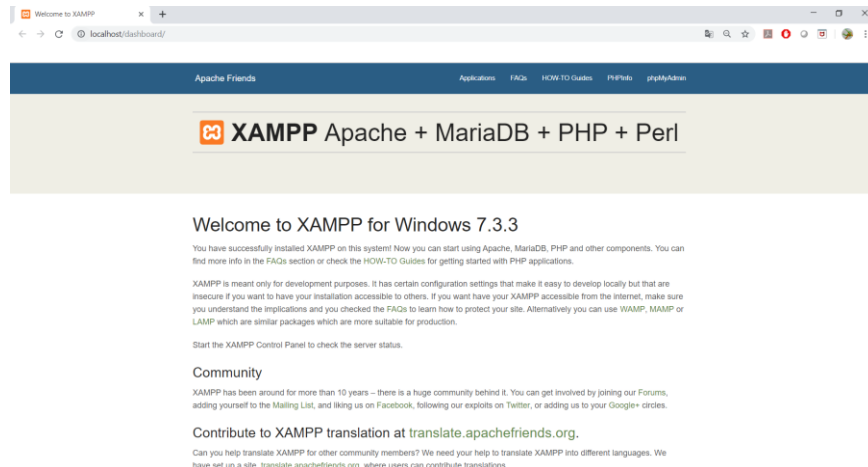 Welcome to XAMPP
localhost/dashboard/
Apache Friends
Applications FAQs HOW-TO Guides PHPInfo phpMyAdmin
XAMPP Apache + MariaDB + PHP + Perl
Welcome to XAMPP for Windows 7.3.3
You have successfully installed XAMPP on this system! Now you can start using Apache, MariaDB, PHP and other components. You can
find more info in the FAQs section or check the HOW-TO Guides for getting started with PHP applications.
XAMPP is meant only for development purposes. It has certain configuration settings that make it easy to develop locally but that are
insecure if you want to have your installation accessible to others. If you want have your XAMPP accessible from the internet, make sure
you understand the implications and you checked the FAQs to learn how to protect your site. Alternatively you can use WAMP, MAMP or
LAMP which are similar packages which are more suitable for production.
Start the XAMPP Control Panel to check the server status.
Community
XAMPP has been around for more than 10 years – there is a huge community behind it. You can get involved by joining our Forums,
adding yourself to the Mailing List, and liking us on Facebook, following our exploits on Twitter, or adding us to your Google+ circles.
Contribute to XAMPP translation at translate.apachefriends.org.
Can you help translate XAMPP for other community members? We need your help to translate XAMPP into different languages. We
have set up a site, translate.apachefriends.org, where users can contribute translations.